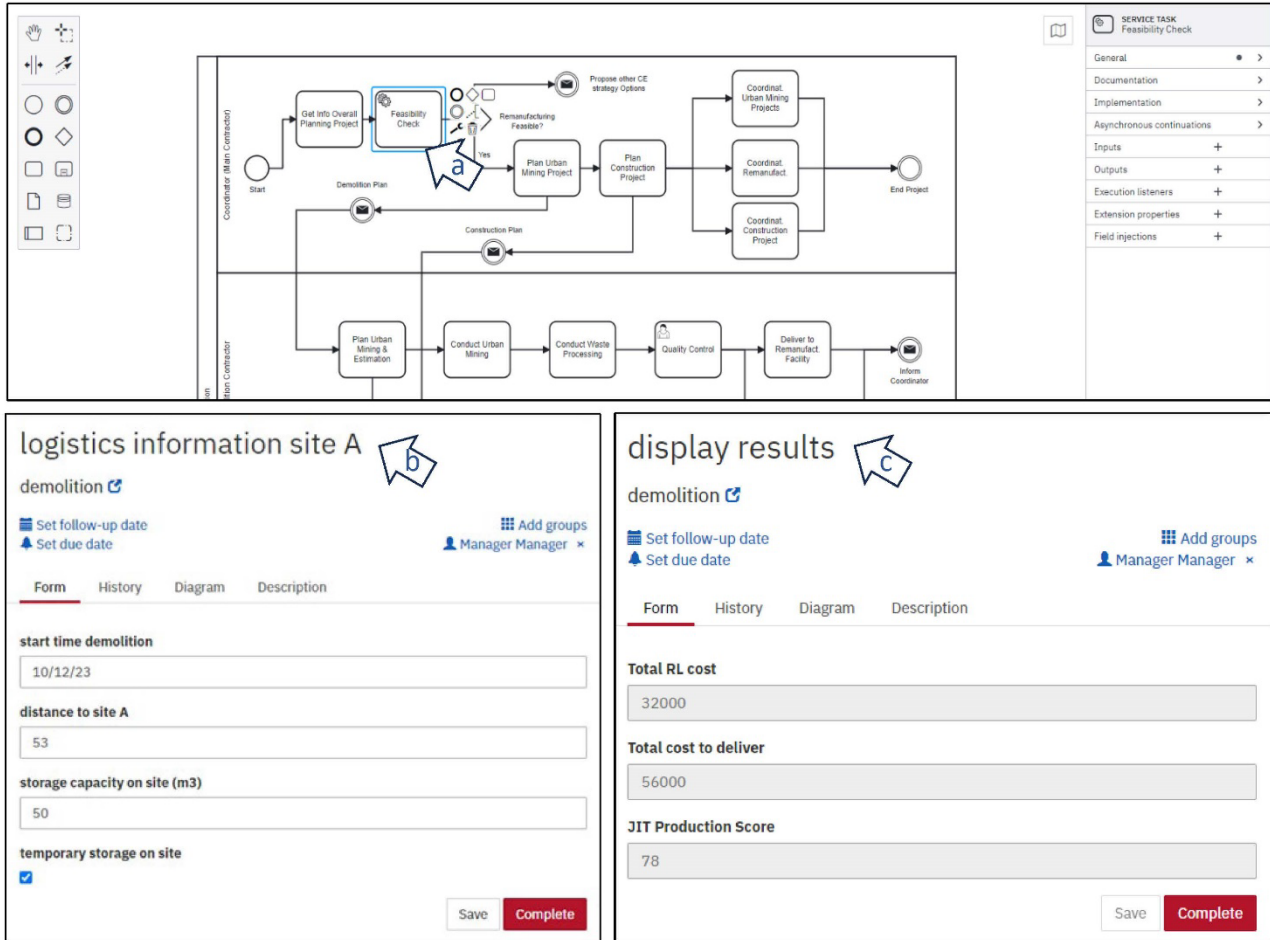 SERVICE TASK
Feasibility Check
General
Documentation
Implementation
Asynchronous continuations
Inputs
Outputs
Execution listeners
Extension properties
Field injections
Coordinator (Main Contractor)
Start
Get Info Overall
Planning Project
Feasibility
Check
Propose other CE
strategy Options
Remanufacturing
Feasible?
Yes
Plan Urban
Mining Project
Plan
Construction
Project
Coordinat.
Urban Mining
Projects
Coordinat.
Remanufact.
Coordinat.
Construction
Project
End Project
Demolition Plan
Construction Plan
a
ition Contractor
on
Plan Urban
Mining &
Estimation
Conduct Urban
Mining
Conduct Waste
Processing
Quality Control
Deliver to
Remanufact.
Facility
Inform
Coordinator
logistics information site A
b
demolition
Set follow-up date
Add groups
Set due date
Manager Manager ×
Form History Diagram Description
start time demolition
10/12/23
distance to site A
53
storage capacity on site (m3)
50
temporary storage on site
Save Complete
display results
c
demolition
Set follow-up date
Add groups
Set due date
Manager Manager ×
Form History Diagram Description
Total RL cost
32000
Total cost to deliver
56000
JIT Production Score
78
Save Complete